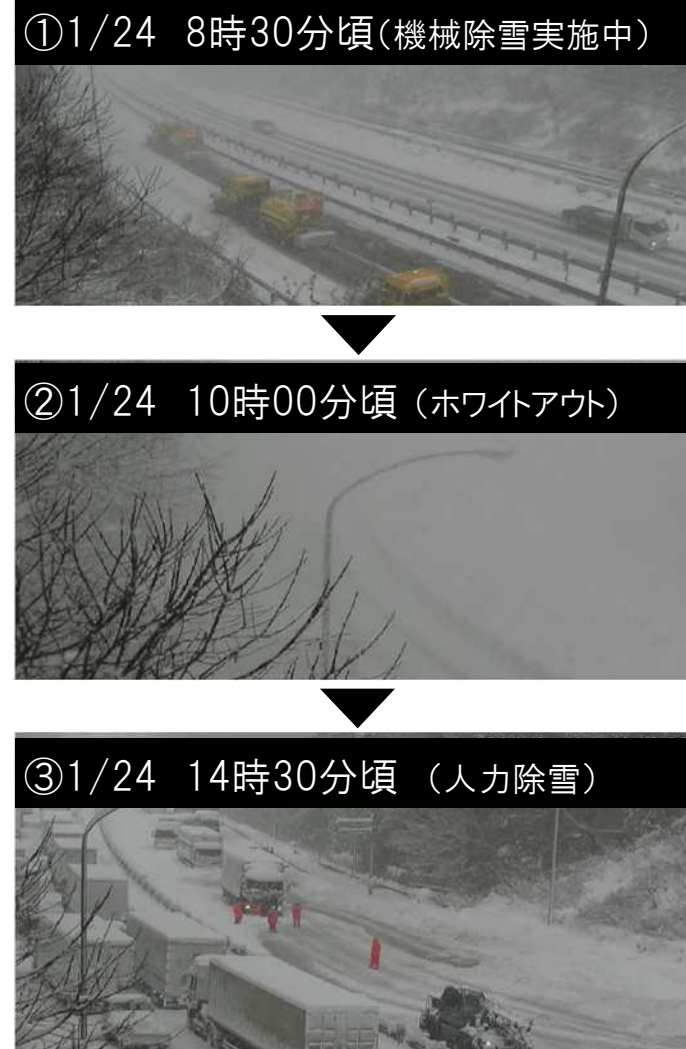 ①1/24 8時30分頃(機械除雪実施中)
②1/24 10時00分頃 (ホワイトアウト)
③1/24 14時30分頃 (人力除雪)